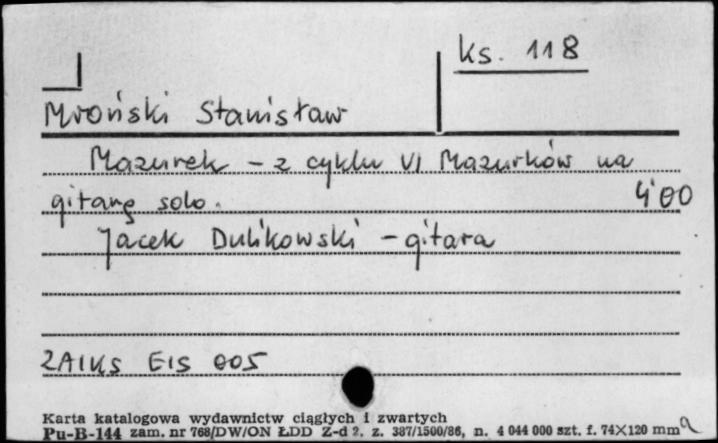 ks. 118
Mroński Stanisław
Mazurek – z cyklu VI Mazurków na
gitarę solo. 4'00
Jacek Dulikowski – gitara
ZAIKS EIS 005
Karta katalogowa wydawnictw ciągłych i zwartych
Pu-B-144 zam. nr 768/DW/ON ŁDD Z-d 2. z. 387/1500/86, n. 4 044 000 szt. f. 74×120 mm a